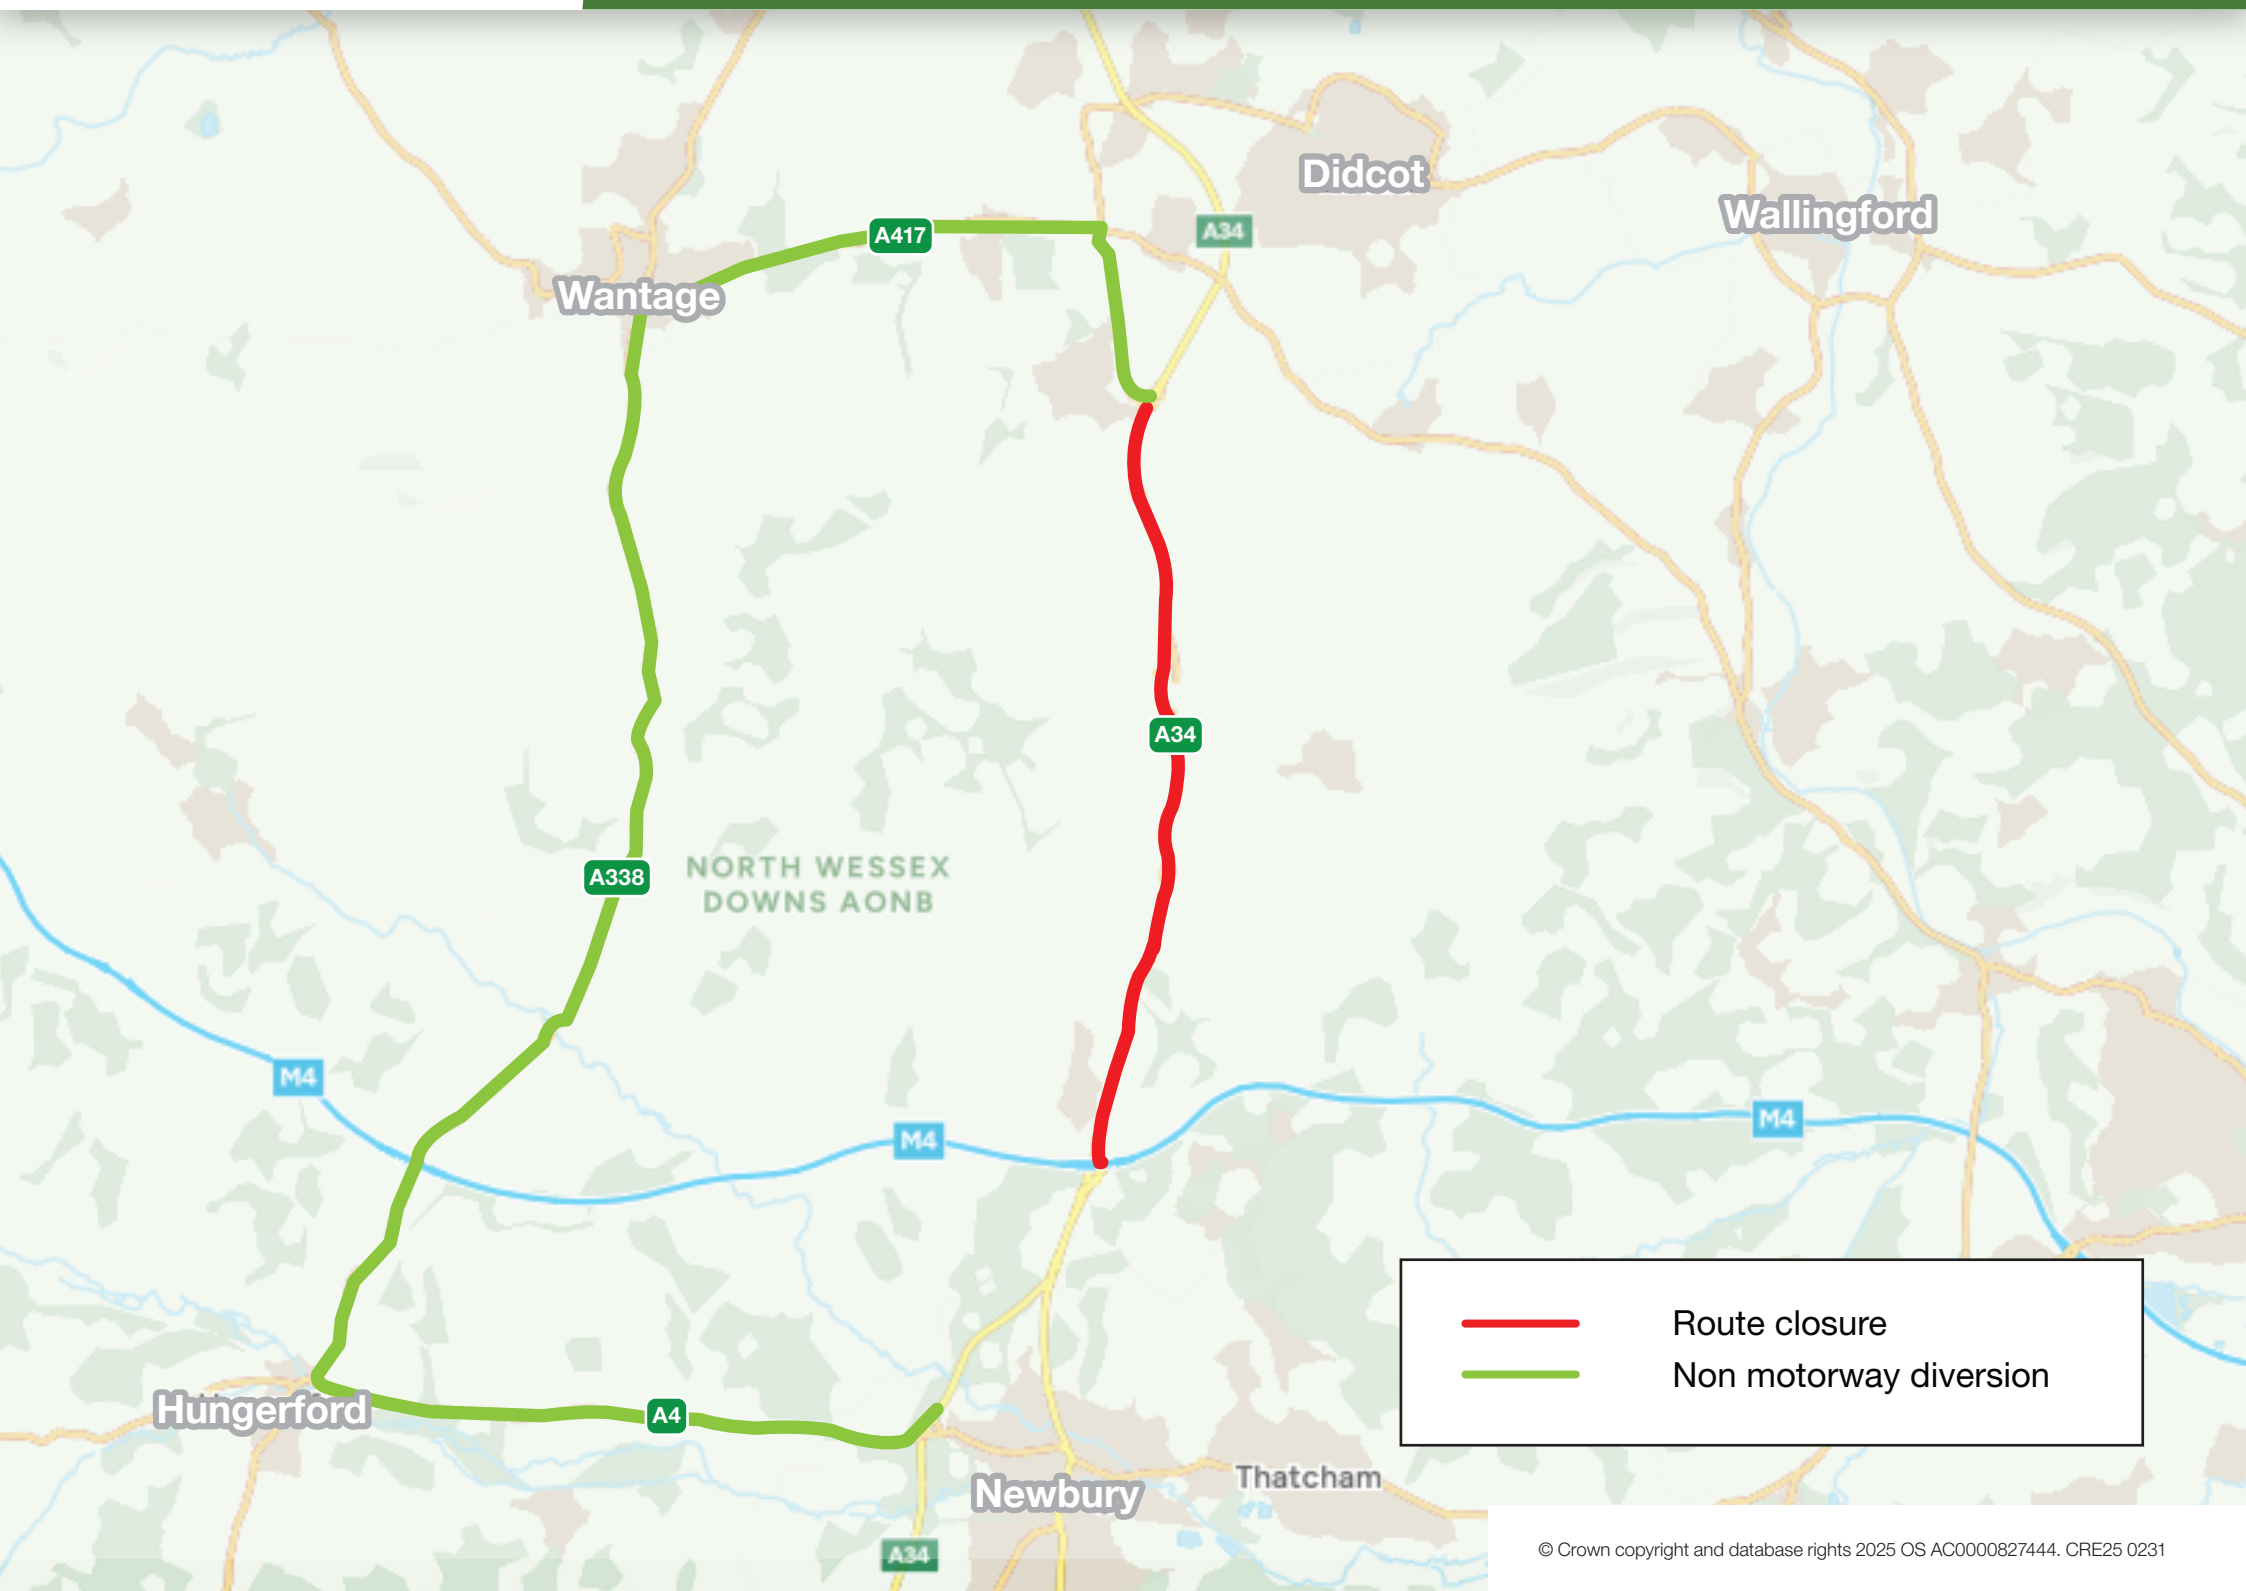 Didcot
Wallingford
A417
A34
Wantage
A34
NORTH WESSEX
DOWNS AONB
A338
M4
M4
M4
Route closure
Non motorway diversion
Hungerford
A4
Newbury
Thatcham
A34
© Crown copyright and database rights 2025 OS AC0000827444. CRE25 0231